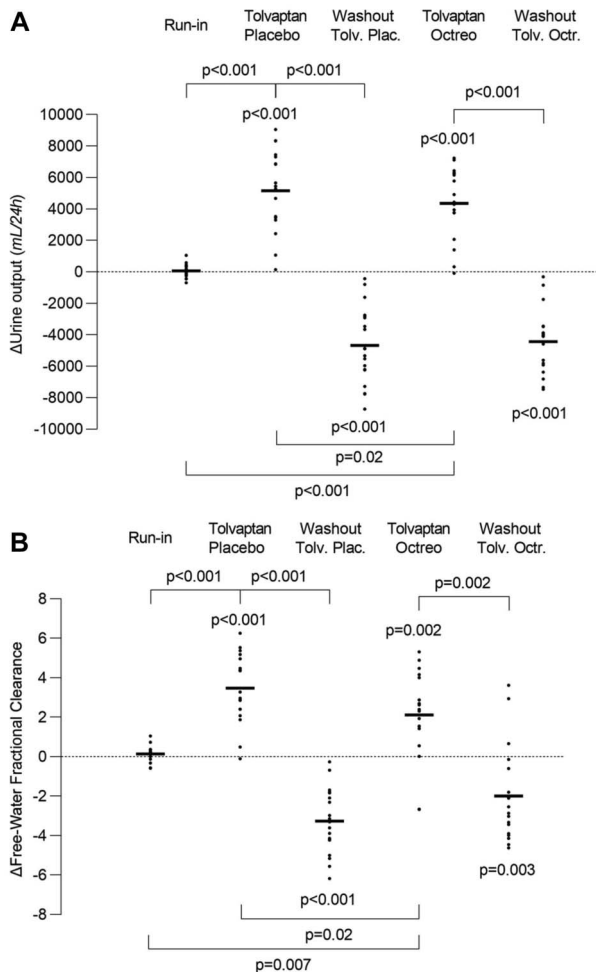 A
Run-in
Tolvaptan
Placebo
Washout
Tolv. Plac.
Tolvaptan
Octreo
Washout
Tolv. Octr.
p<0.001 p<0.001
p<0.001 p<0.001 p<0.001
ΔUrine output (mL/24h)
10000
8000
6000
4000
2000
0
-2000
-4000
-6000
-8000
-10000
p<0.001 p<0.001
p=0.02
p<0.001
B
Run-in
Tolvaptan
Placebo
Washout
Tolv. Plac.
Tolvaptan
Octreo
Washout
Tolv. Octr.
p<0.001 p<0.001 p=0.002
p<0.001 p=0.002
ΔFree-Water Fractional Clearance
8
6
4
2
0
-2
-4
-6
-8
p=0.003
p<0.001
p=0.02
p=0.007